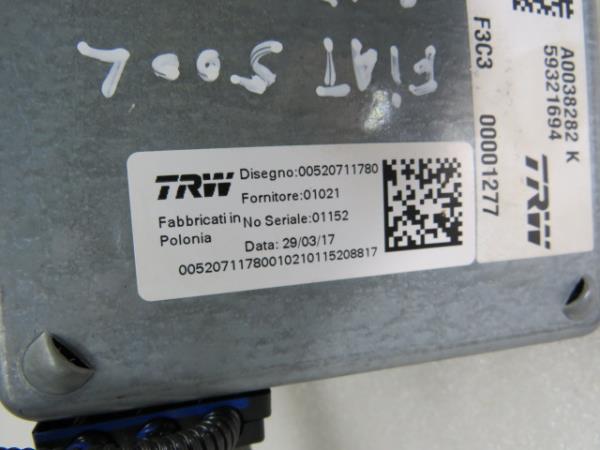 FiAT 500L
TRW
Disegno:00520711780
Fornitore:01021
Fabbricati in
Polonia
No Seriale:01152
Data: 29/03/17
00520711780010210115208817
A0038282 K
59321694
TRW
F3C3 00001277